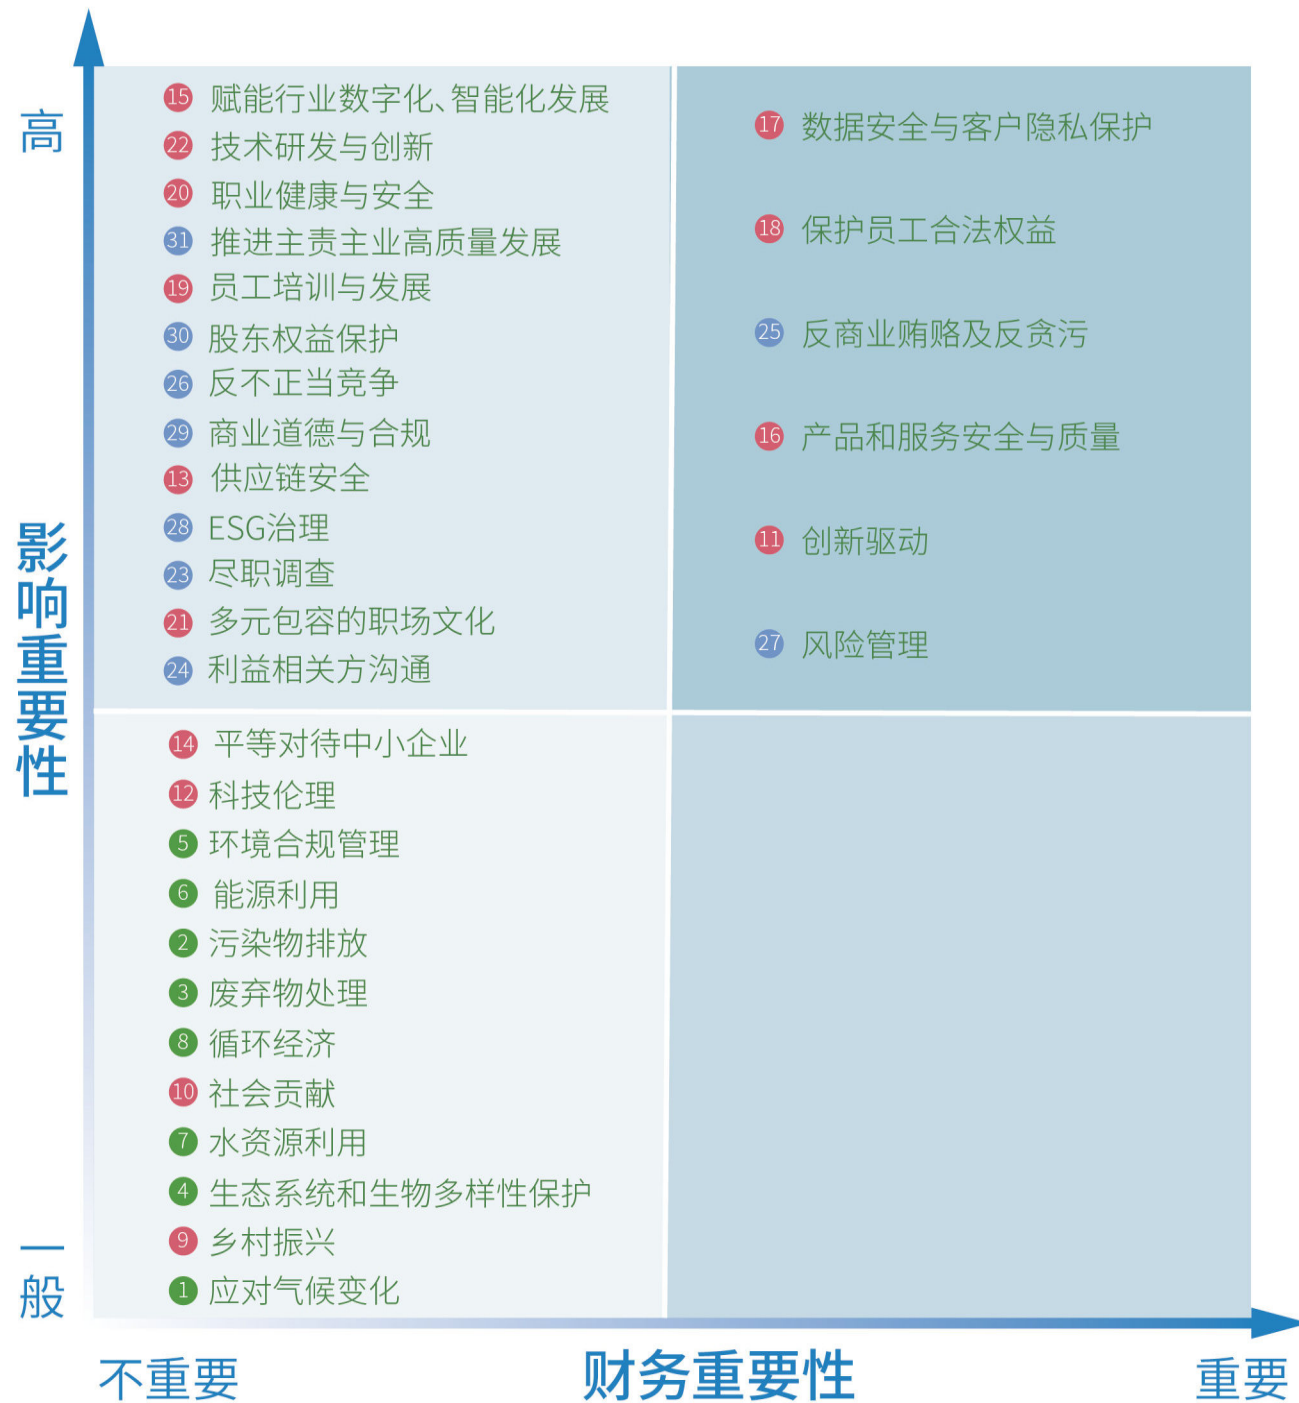 高
影响重要性
一般
15 赋能行业数字化、智能化发展
22 技术研发与创新
20 职业健康与安全
31 推进主责主业高质量发展
19 员工培训与发展
30 股东权益保护
26 反不正当竞争
29 商业道德与合规
13 供应链安全
28 ESG治理
23 尽职调查
21 多元包容的职场文化
24 利益相关方沟通
17 数据安全与客户隐私保护
18 保护员工合法权益
25 反商业贿赂及反贪污
16 产品和服务安全与质量
11 创新驱动
27 风险管理
14 平等对待中小企业
12 科技伦理
5 环境合规管理
6 能源利用
2 污染物排放
3 废弃物处理
8 循环经济
10 社会贡献
7 水资源利用
4 生态系统和生物多样性保护
9 乡村振兴
1 应对气候变化
不重要
财务重要性
重要